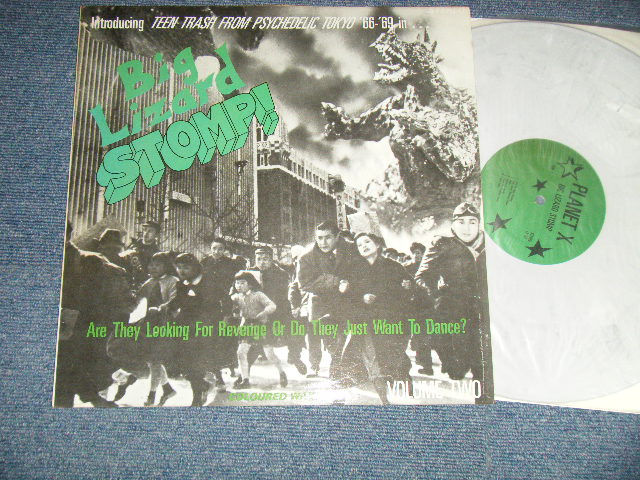 Introducing TEEN TRASH FROM PSYCHEDELIC TOKYO '66-'69 in
Big
Lizard
STOMP!
PLANET X
BIG LIZARD STOMP
Are They Looking For Revenge Or Do They Just Want To Dance?
COLOURED
VOLUME TWO